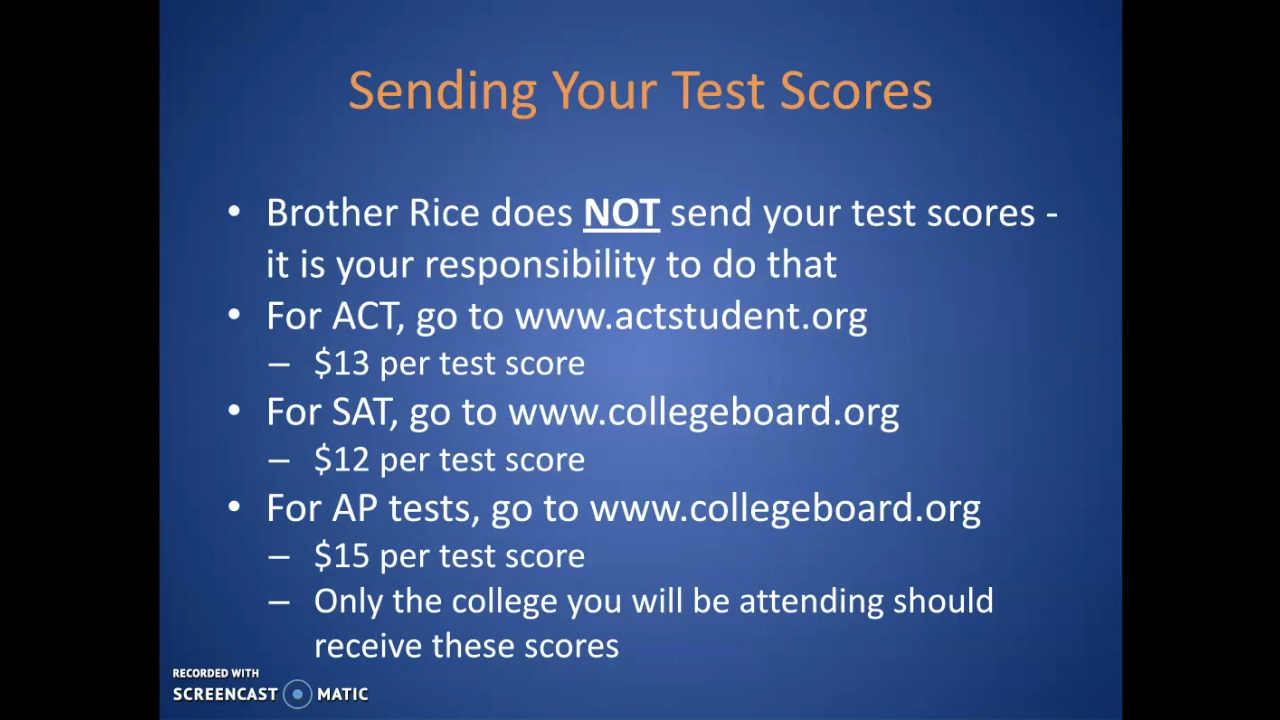 Sending Your Test Scores
• Brother Rice does NOT send your test scores -
it is your responsibility to do that
• For ACT, go to www.actstudent.org
– $13 per test score
• For SAT, go to www.collegeboard.org
– $12 per test score
• For AP tests, go to www.collegeboard.org
– $15 per test score
– Only the college you will be attending should
receive these scores
RECORDED WITH
SCREENCAST MATIC